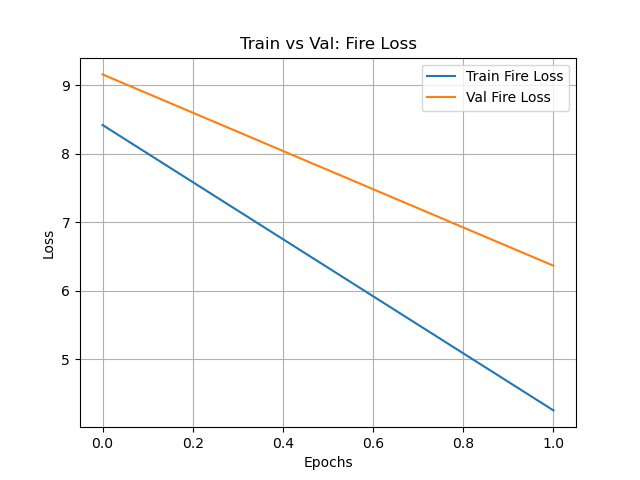 Train vs Val: Fire Loss
Train Fire Loss
Val Fire Loss
9
8
7
6
5
Loss
0.0 0.2 0.4 0.6 0.8 1.0
Epochs